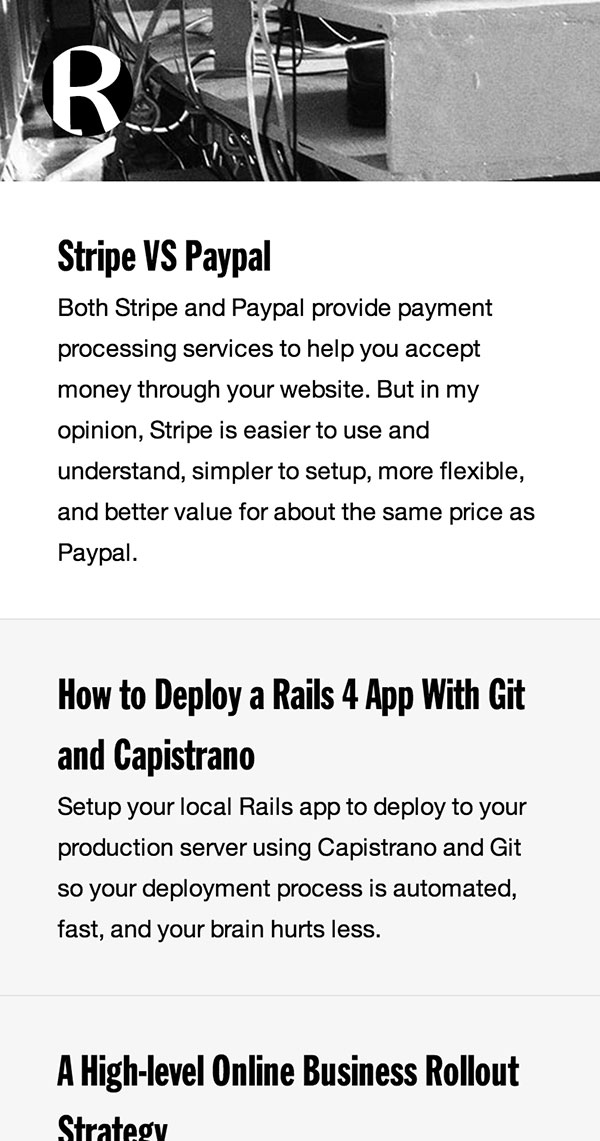 R
Stripe VS Paypal
Both Stripe and Paypal provide payment
processing services to help you accept
money through your website. But in my
opinion, Stripe is easier to use and
understand, simpler to setup, more flexible,
and better value for about the same price as
Paypal.
How to Deploy a Rails 4 App With Git
and Capistrano
Setup your local Rails app to deploy to your
production server using Capistrano and Git
so your deployment process is automated,
fast, and your brain hurts less.
A High-level Online Business Rollout
Strategy